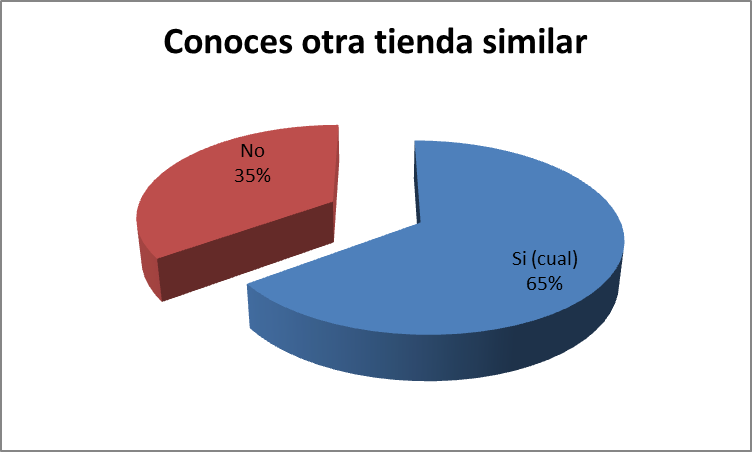 Conoces otra tienda similar
No
35%
Si (cual)
65%